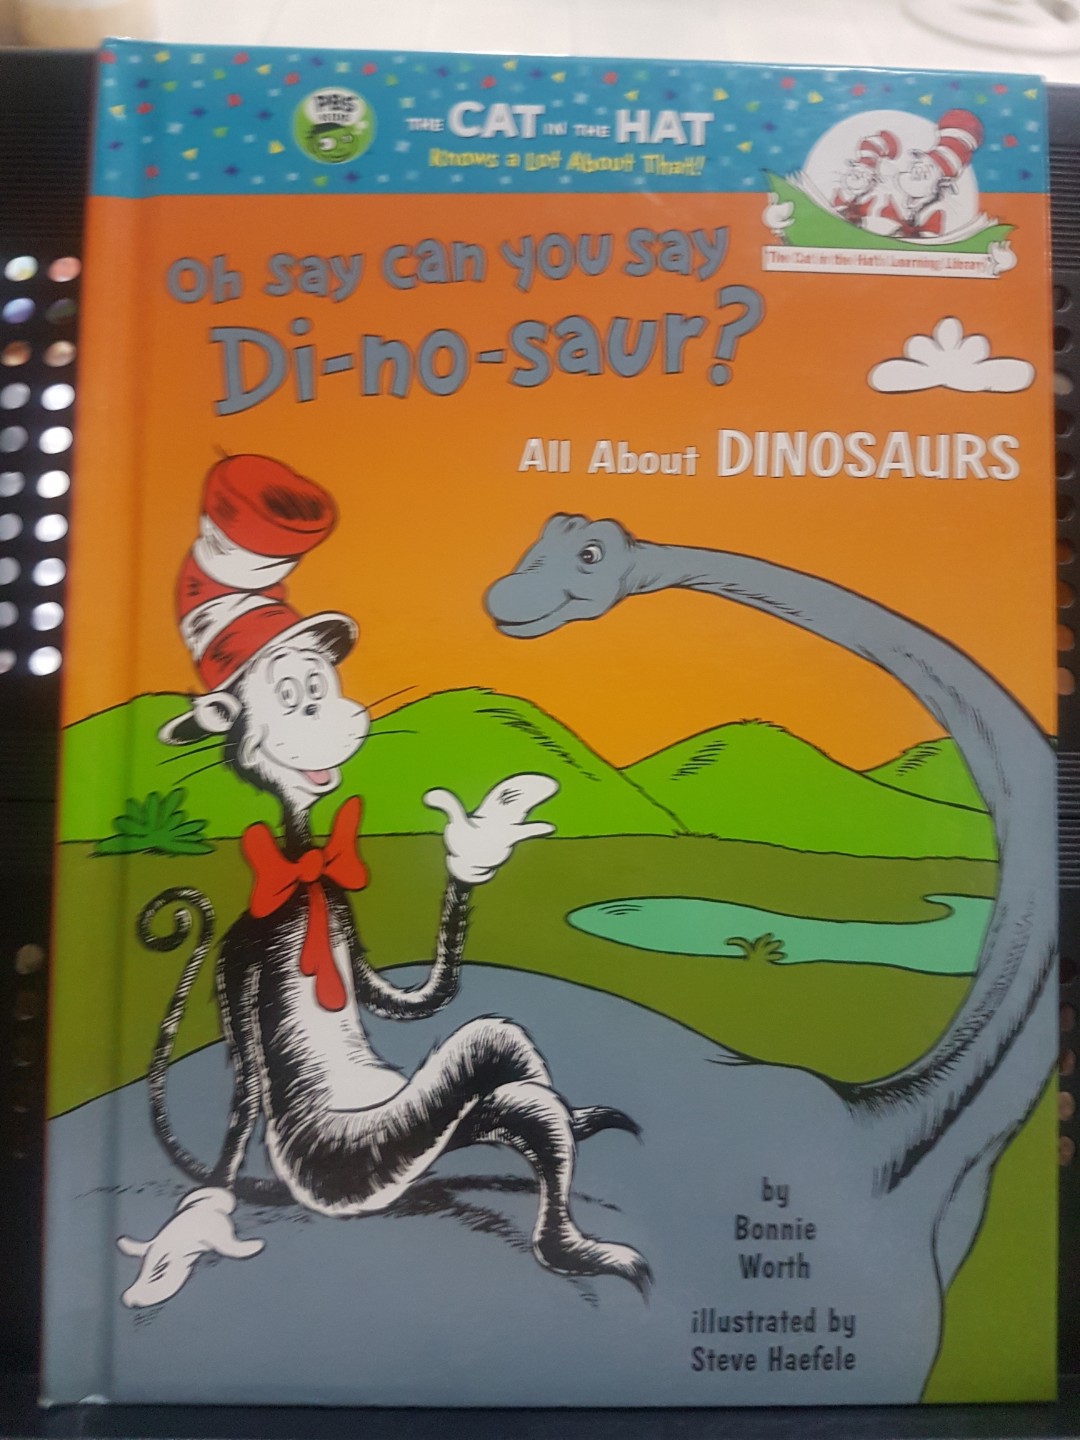 PBS
KIDS
THE CAT IN THE HAT
Knows a Lot About That!
The Cat in the Hat's Learning Library
Oh say can you say
Di-no-saur?
All About DINOSAURS
by
Bonnie
Worth
illustrated by
Steve Haefele